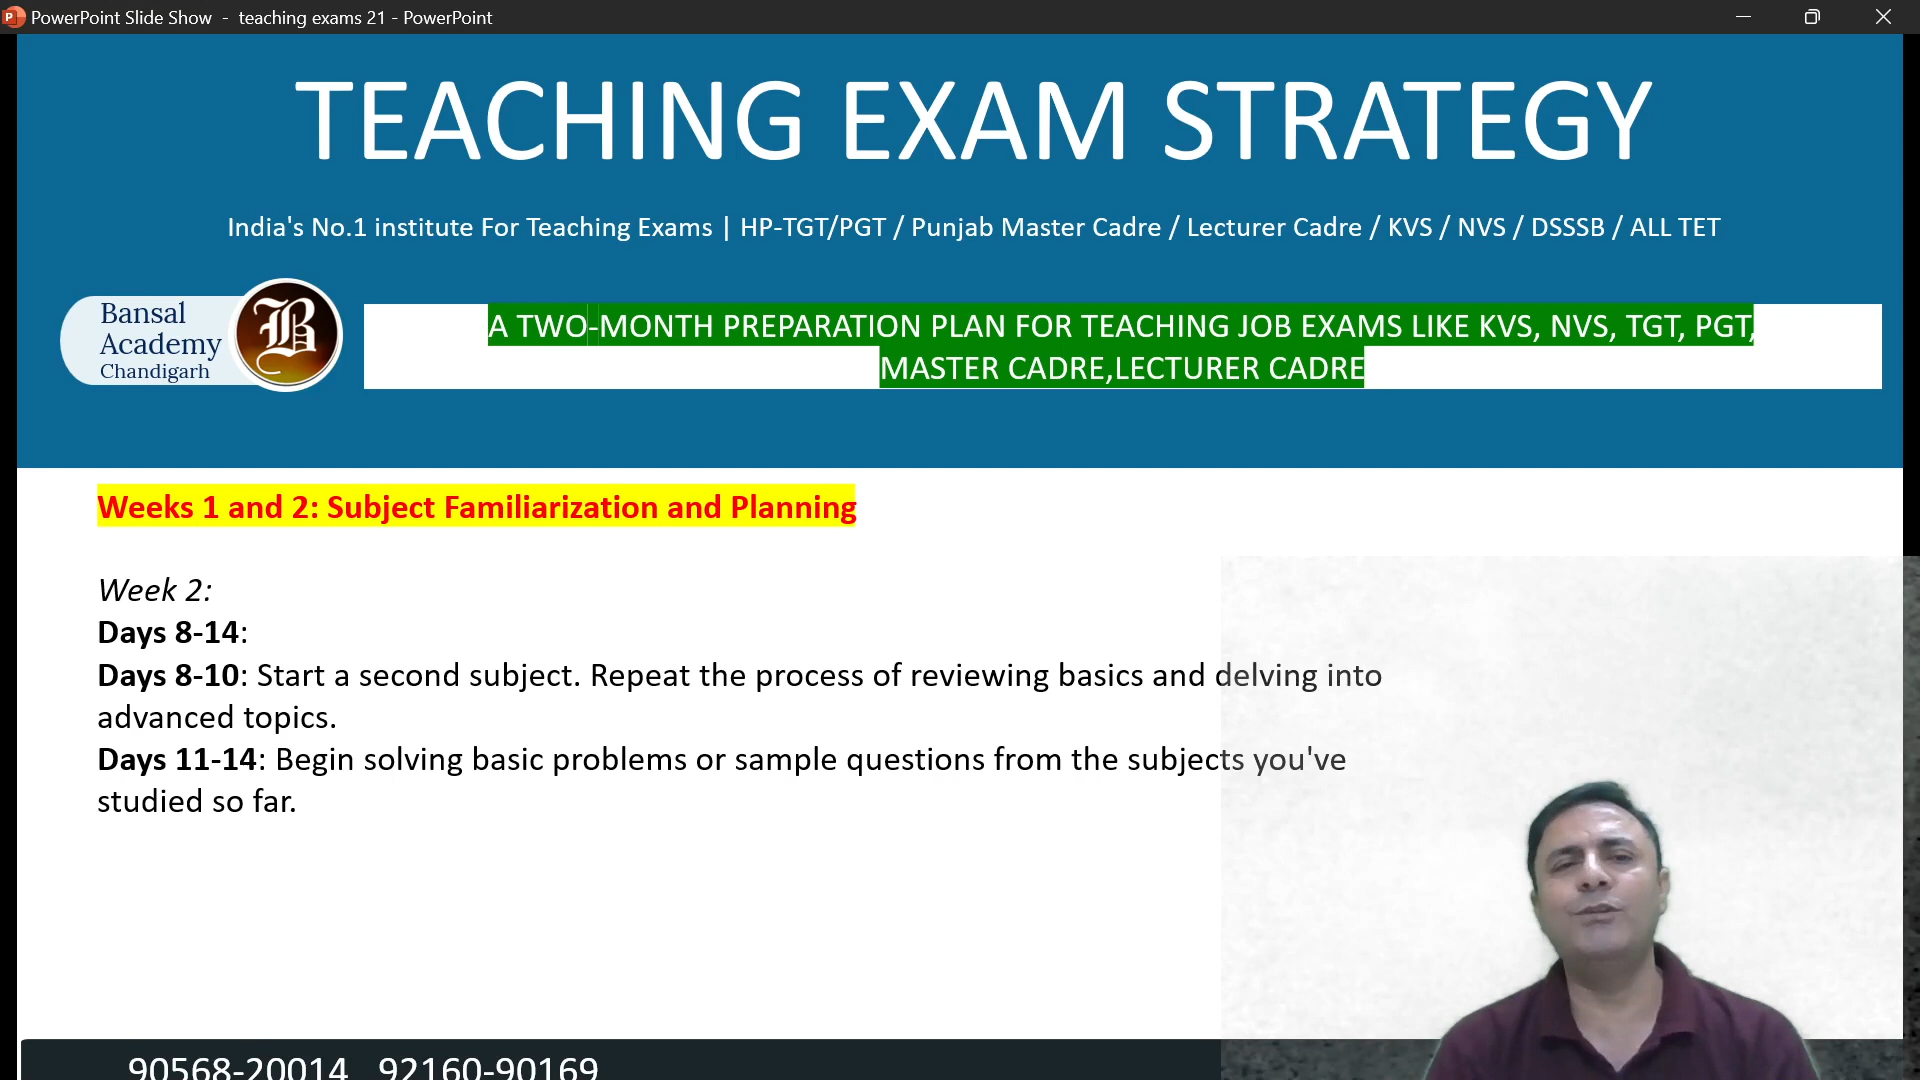 PowerPoint Slide Show - teaching exams 21 - PowerPoint
TEACHING EXAM STRATEGY
India's No.1 institute For Teaching Exams | HP-TGT/PGT / Punjab Master Cadre / Lecturer Cadre / KVS / NVS / DSSSB / ALL TET
Bansal
Academy
Chandigarh
B
A TWO-MONTH PREPARATION PLAN FOR TEACHING JOB EXAMS LIKE KVS, NVS, TGT, PGT,
MASTER CADRE,LECTURER CADRE
Weeks 1 and 2: Subject Familiarization and Planning
Week 2:
Days 8-14:
Days 8-10: Start a second subject. Repeat the process of reviewing basics and delving into
advanced topics.
Days 11-14: Begin solving basic problems or sample questions from the subjects you've
studied so far.
90568-20014 92160-90169